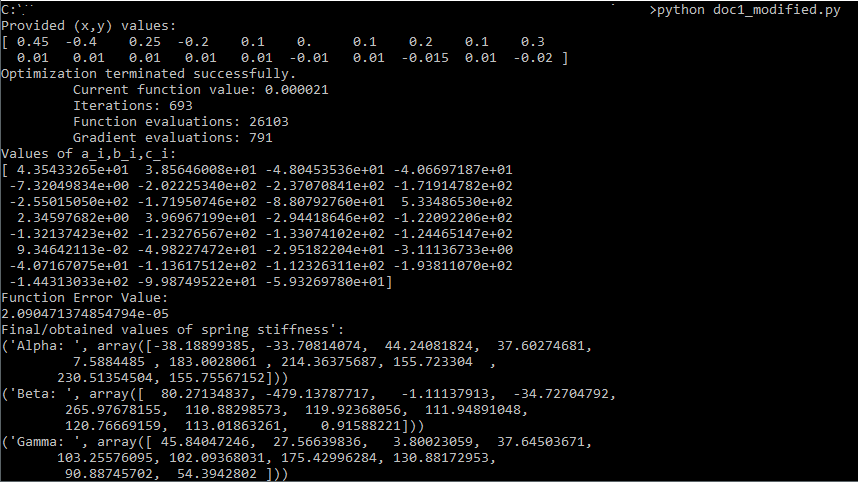 C:\ >python doc1_modified.py
Provided (x,y) values:
[ 0.45 -0.4 0.25 -0.2 0.1 0. 0.1 0.2 0.1 0.3
0.01 0.01 0.01 0.01 0.01 -0.01 0.01 -0.015 0.01 -0.02 ]
Optimization terminated successfully.
Current function value: 0.000021
Iterations: 693
Function evaluations: 26103
Gradient evaluations: 791
Values of a_i,b_i,c_i:
[ 4.35433265e+01 3.85646008e+01 -4.80453536e+01 -4.06697187e+01
-7.32049834e+00 -2.02225340e+02 -2.37070841e+02 -1.71914782e+02
-2.55015050e+02 -1.71950746e+02 -8.80792760e+01 5.33486530e+02
2.34597682e+00 3.96967199e+01 -2.94418646e+02 -1.22092206e+02
-1.32137423e+02 -1.23276567e+02 -1.33074102e+02 -1.24465147e+02
9.34642113e-02 -4.98227472e+01 -2.95182204e+01 -3.11136733e+00
-4.07167075e+01 -1.13617512e+02 -1.12326311e+02 -1.93811070e+02
-1.44313033e+02 -9.98749522e+01 -5.93269780e+01]
Function Error Value:
2.090471374854794e-05
Final/obtained values of spring stiffness':
('Alpha: ', array([-38.18899385, -33.70814074, 44.24081824, 37.60274681,
7.5884485 , 183.0028061 , 214.36375687, 155.723304 ,
230.51354504, 155.75567152]))
('Beta: ', array([ 80.27134837, -479.13787717, -1.11137913, -34.72704792,
265.97678155, 110.88298573, 119.92368056, 111.94891048,
120.76669159, 113.01863261, 0.91588221]))
('Gamma: ', array([ 45.84047246, 27.56639836, 3.80023059, 37.64503671,
103.25576095, 102.09368031, 175.42996284, 130.88172953,
90.88745702, 54.3942802 ]))